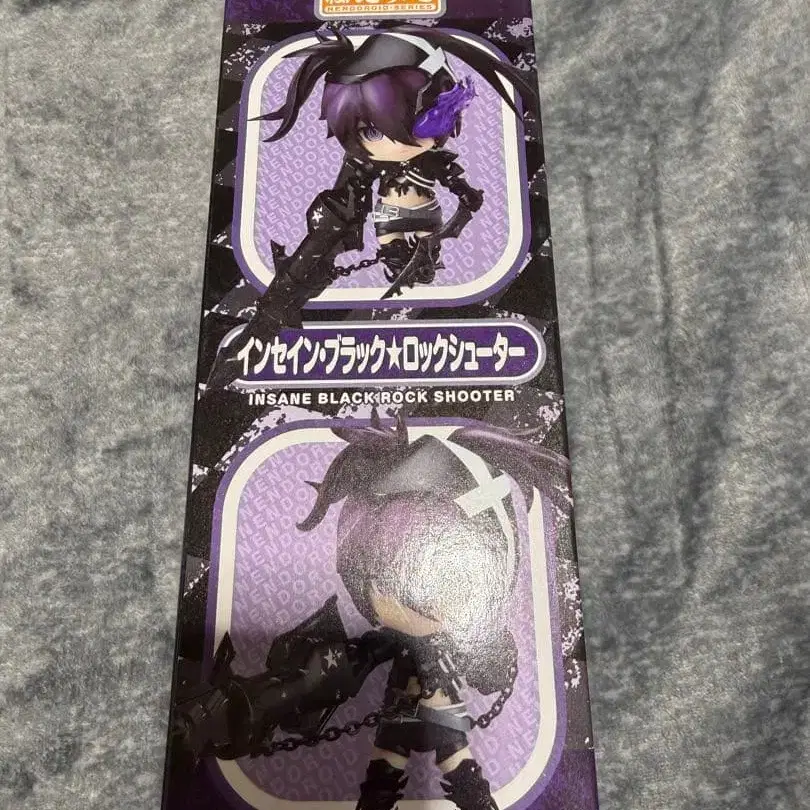 NENDOROID SERIES
インセイン・ブラック★ロックシューター
INSANE BLACK ROCK SHOOTER